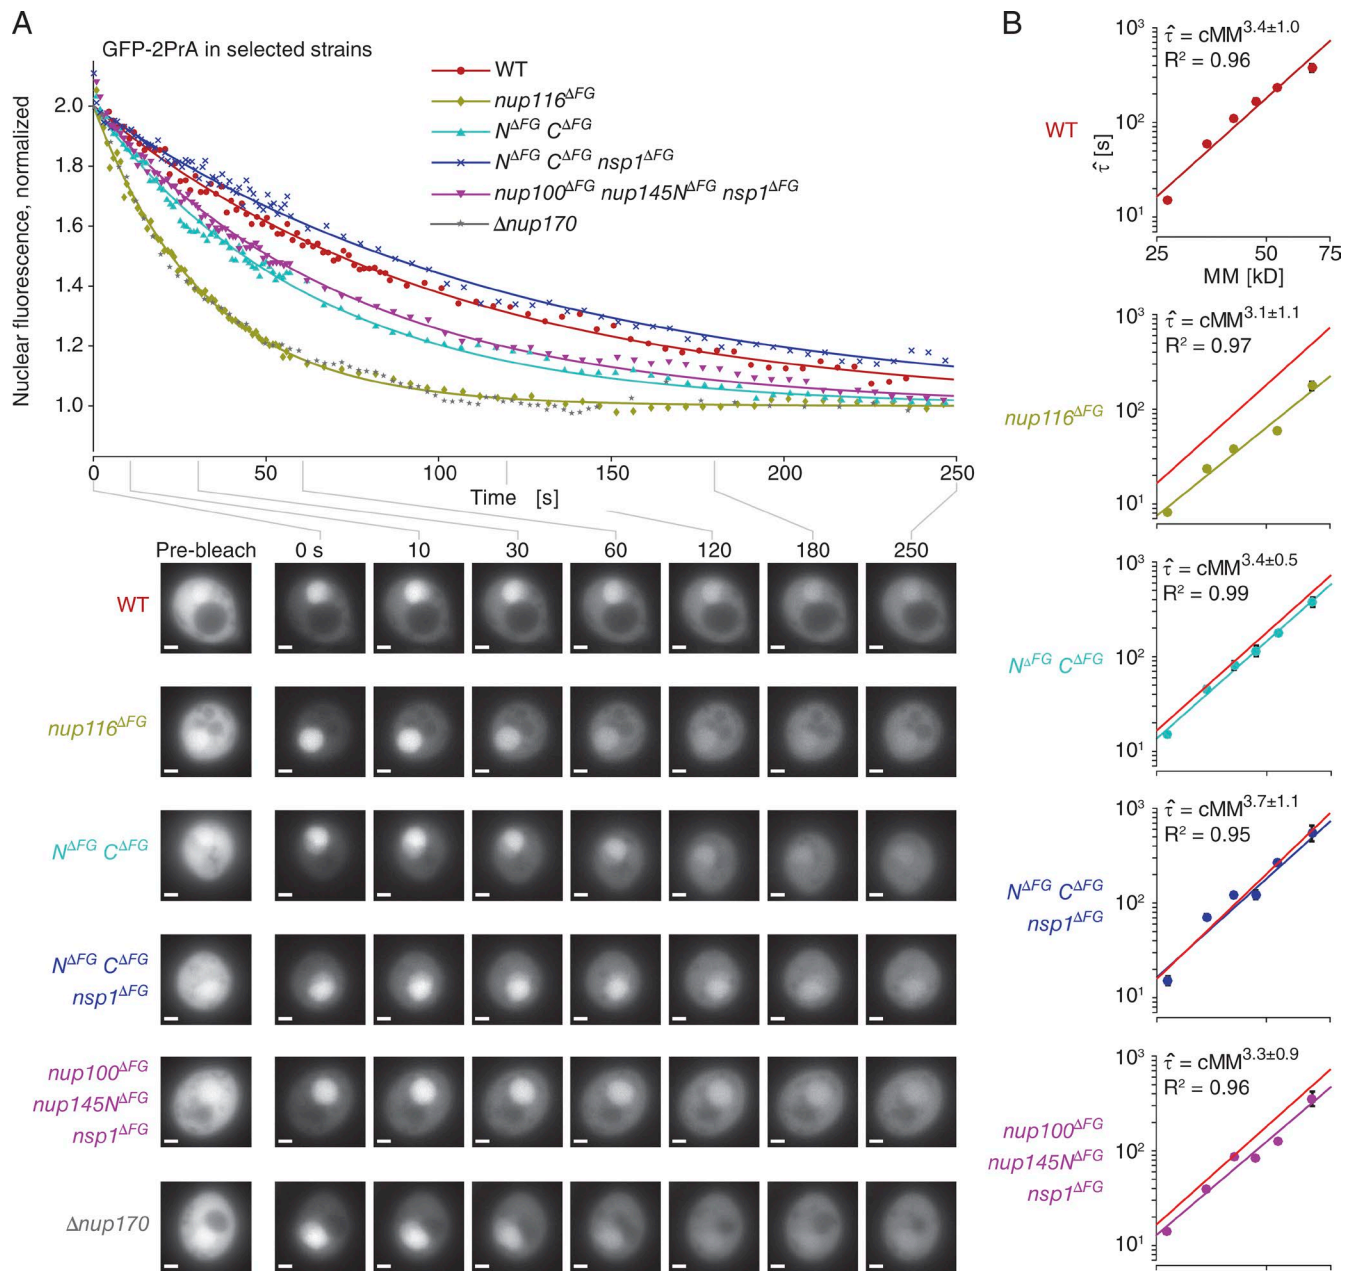 A
GFP-2PrA in selected strains
WT
nup116ΔFG
NΔFG CΔFG
NΔFG CΔFG nsp1ΔFG
nup100ΔFG nup145NΔFG nsp1ΔFG
Δnup170
Nuclear fluorescence, normalized
2.0
1.8
1.6
1.4
1.2
1.0
0 50 100 150 200 250
Time [s]
Pre-bleach 0 s 10 30 60 120 180 250
WT
nup116ΔFG
NΔFG CΔFG
NΔFG CΔFG
nsp1ΔFG
nup100ΔFG
nup145NΔFG
nsp1ΔFG
Δnup170
B
WT
τ̂ = cMM3.4±1.0
R2 = 0.96
103
102
101
τ̂ [s]
25 50 75
MM [kD]
nup116ΔFG
τ̂ = cMM3.1±1.1
R2 = 0.97
103
102
101
NΔFG CΔFG
τ̂ = cMM3.4±0.5
R2 = 0.99
103
102
101
NΔFG CΔFG
nsp1ΔFG
τ̂ = cMM3.7±1.1
R2 = 0.95
103
102
101
nup100ΔFG
nup145NΔFG
nsp1ΔFG
τ̂ = cMM3.3±0.9
R2 = 0.96
103
102
101